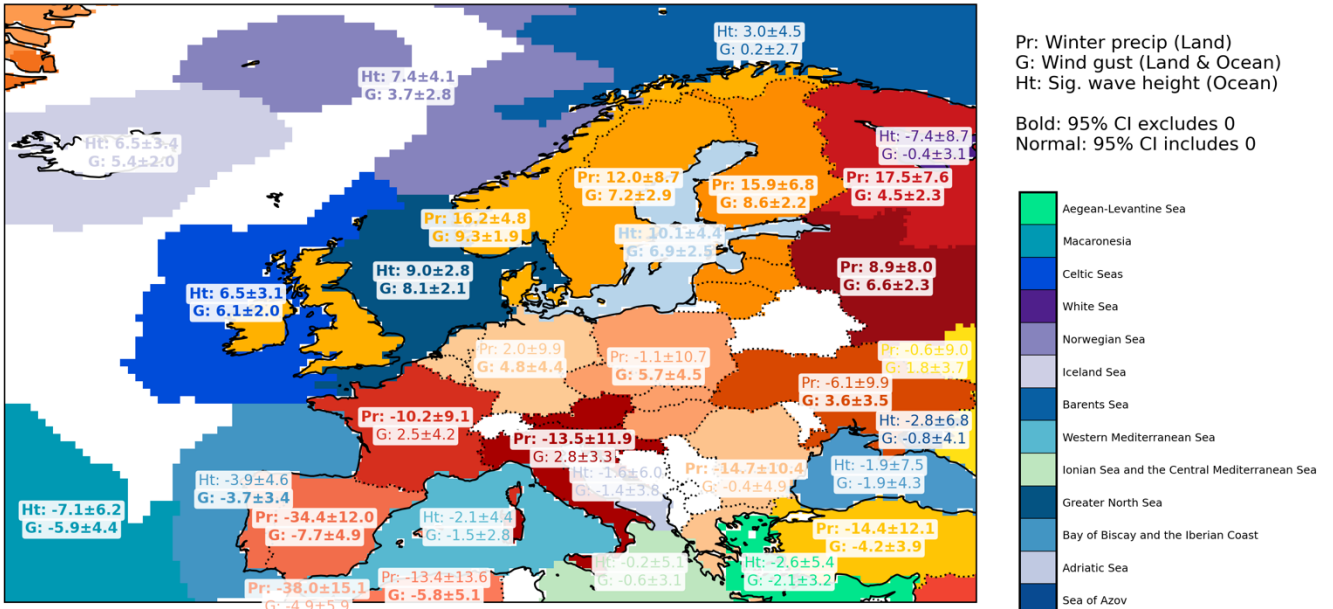 Ht: 3.0±4.5
G: 0.2±2.7
Ht: 7.4±4.1
G: 3.7±2.8
Ht: 6.5±3.4
G: 5.4±2.0
Ht: -7.4±8.7
G: -0.4±3.1
Pr: 12.0±8.7
G: 7.2±2.9
Pr: 15.9±6.8
G: 8.6±2.2
Pr: 17.5±7.6
G: 4.5±2.3
Pr: 16.2±4.8
G: 9.3±1.9
Ht: 10.1±4.4
G: 6.9±2.5
Ht: 9.0±2.8
G: 8.1±2.1
Pr: 8.9±8.0
G: 6.6±2.3
Ht: 6.5±3.1
G: 6.1±2.0
Pr: 2.0±9.9
G: 4.8±4.4
Pr: -1.1±10.7
G: 5.7±4.5
Pr: -0.6±9.0
G: 1.8±3.7
Pr: -6.1±9.9
G: 3.6±3.5
Pr: -10.2±9.1
G: 2.5±4.2
Ht: -2.8±6.8
G: -0.8±4.1
Pr: -13.5±11.9
G: 2.8±3.3
Ht: -1.6±6.0
G: -1.4±3.8
Pr: -14.7±10.4
G: -0.4±4.9
Ht: -1.9±7.5
G: -1.9±4.3
Ht: -3.9±4.6
G: -3.7±3.4
Ht: -7.1±6.2
G: -5.9±4.4
Pr: -34.4±12.0
G: -7.7±4.9
Ht: -2.1±4.4
G: -1.5±2.8
Pr: -14.4±12.1
G: -4.2±3.9
Ht: -0.2±5.1
G: -0.6±3.1
Ht: -2.6±5.4
G: -2.1±3.2
Pr: -38.0±15.1
G: -4.9±5.9
Pr: -13.4±13.6
G: -5.8±5.1
Pr: Winter precip (Land)
G: Wind gust (Land & Ocean)
Ht: Sig. wave height (Ocean)
Bold: 95% CI excludes 0
Normal: 95% CI includes 0
Aegean-Levantine Sea
Macaronesia
Celtic Seas
White Sea
Norwegian Sea
Iceland Sea
Barents Sea
Western Mediterranean Sea
Ionian Sea and the Central Mediterranean Sea
Greater North Sea
Bay of Biscay and the Iberian Coast
Adriatic Sea
Sea of Azov